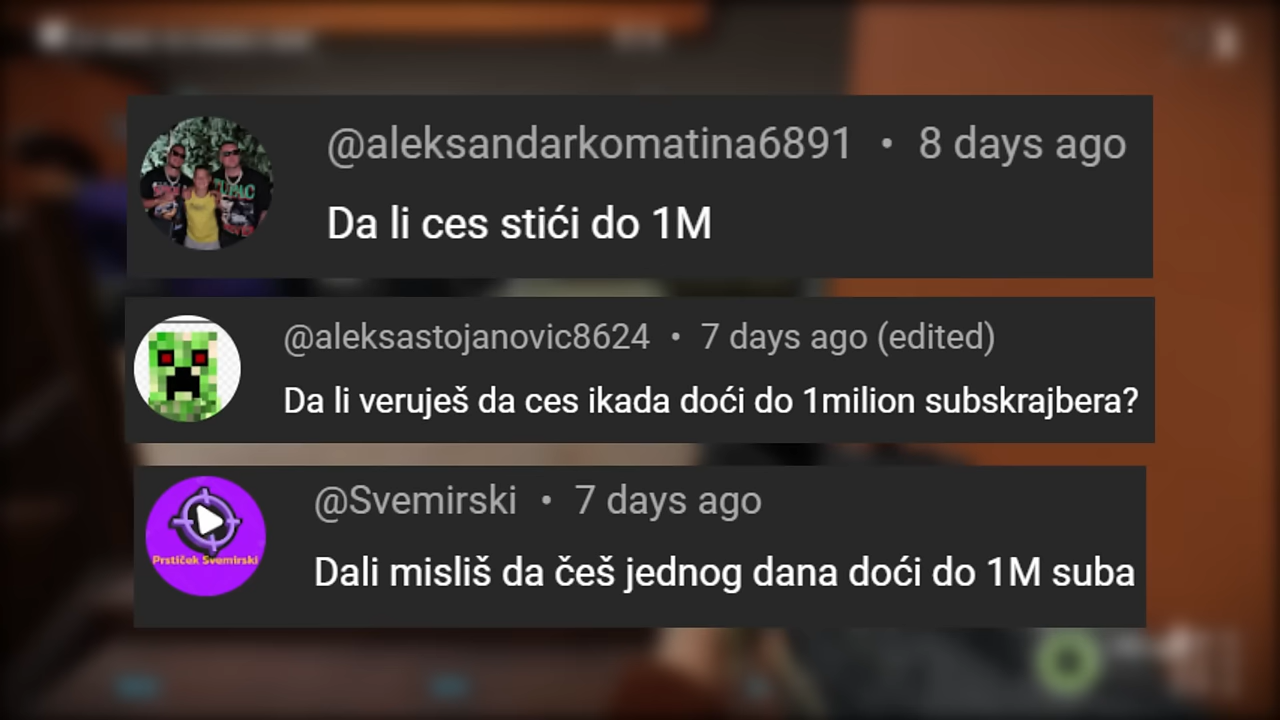 @aleksandarkomatina6891 • 8 days ago
Da li ces stići do 1M
@aleksastojanovic8624 • 7 days ago (edited)
Da li veruješ da ces ikada doći do 1milion subskrajbera?
@Svemirski • 7 days ago
Prstiček Svemirski
Dali misliš da češ jednog dana doći do 1M suba